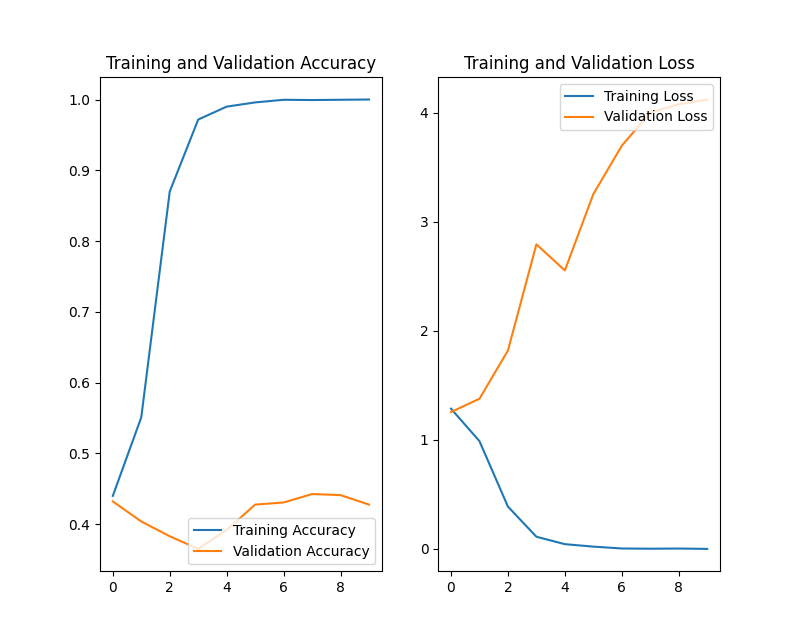 Training and Validation Accuracy
1.0
0.9
0.8
0.7
0.6
0.5
0.4
Training Accuracy
Validation Accuracy
0 2 4 6 8
Training and Validation Loss
Training Loss
Validation Loss
4
3
2
1
0
0 2 4 6 8